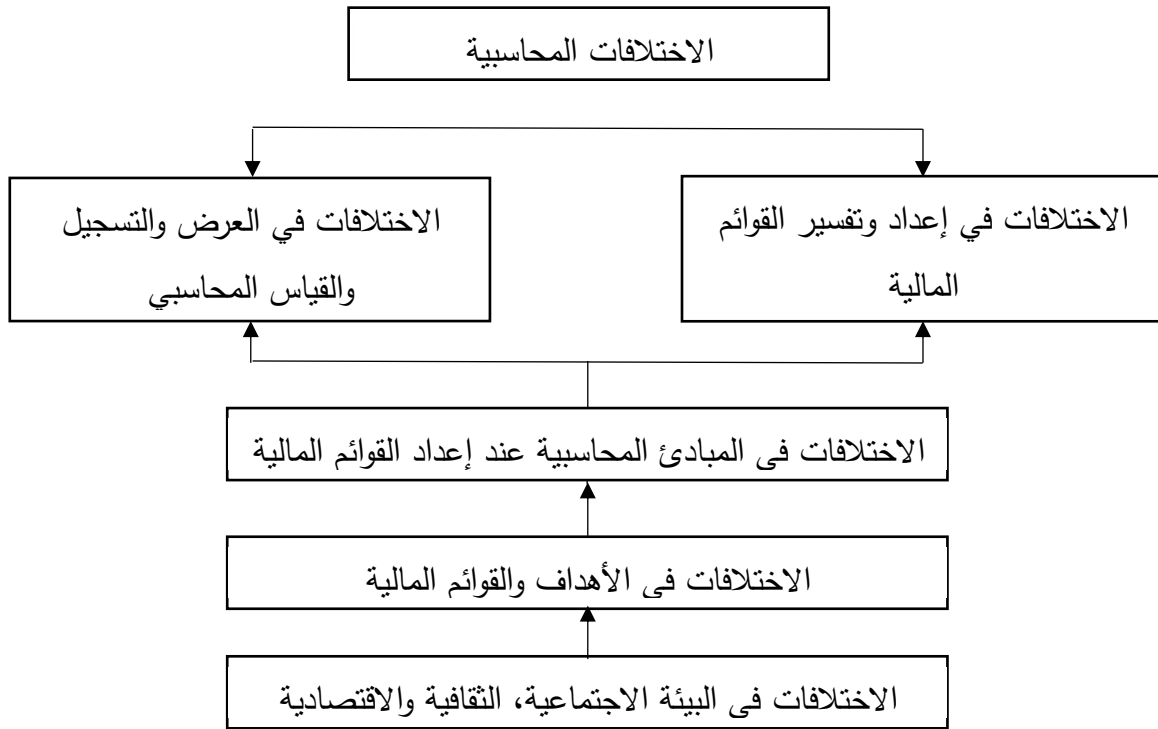 الاختلافات المحاسبية
الاختلافات في إعداد وتفسير القوائم
المالية
الاختلافات في العرض والتسجيل
والقياس المحاسبي
الاختلافات فى المبادئ المحاسبية عند إعداد القوائم المالية
الاختلافات فى الأهداف والقوائم المالية
الاختلافات فى البيئة الاجتماعية، الثقافية والاقتصادية